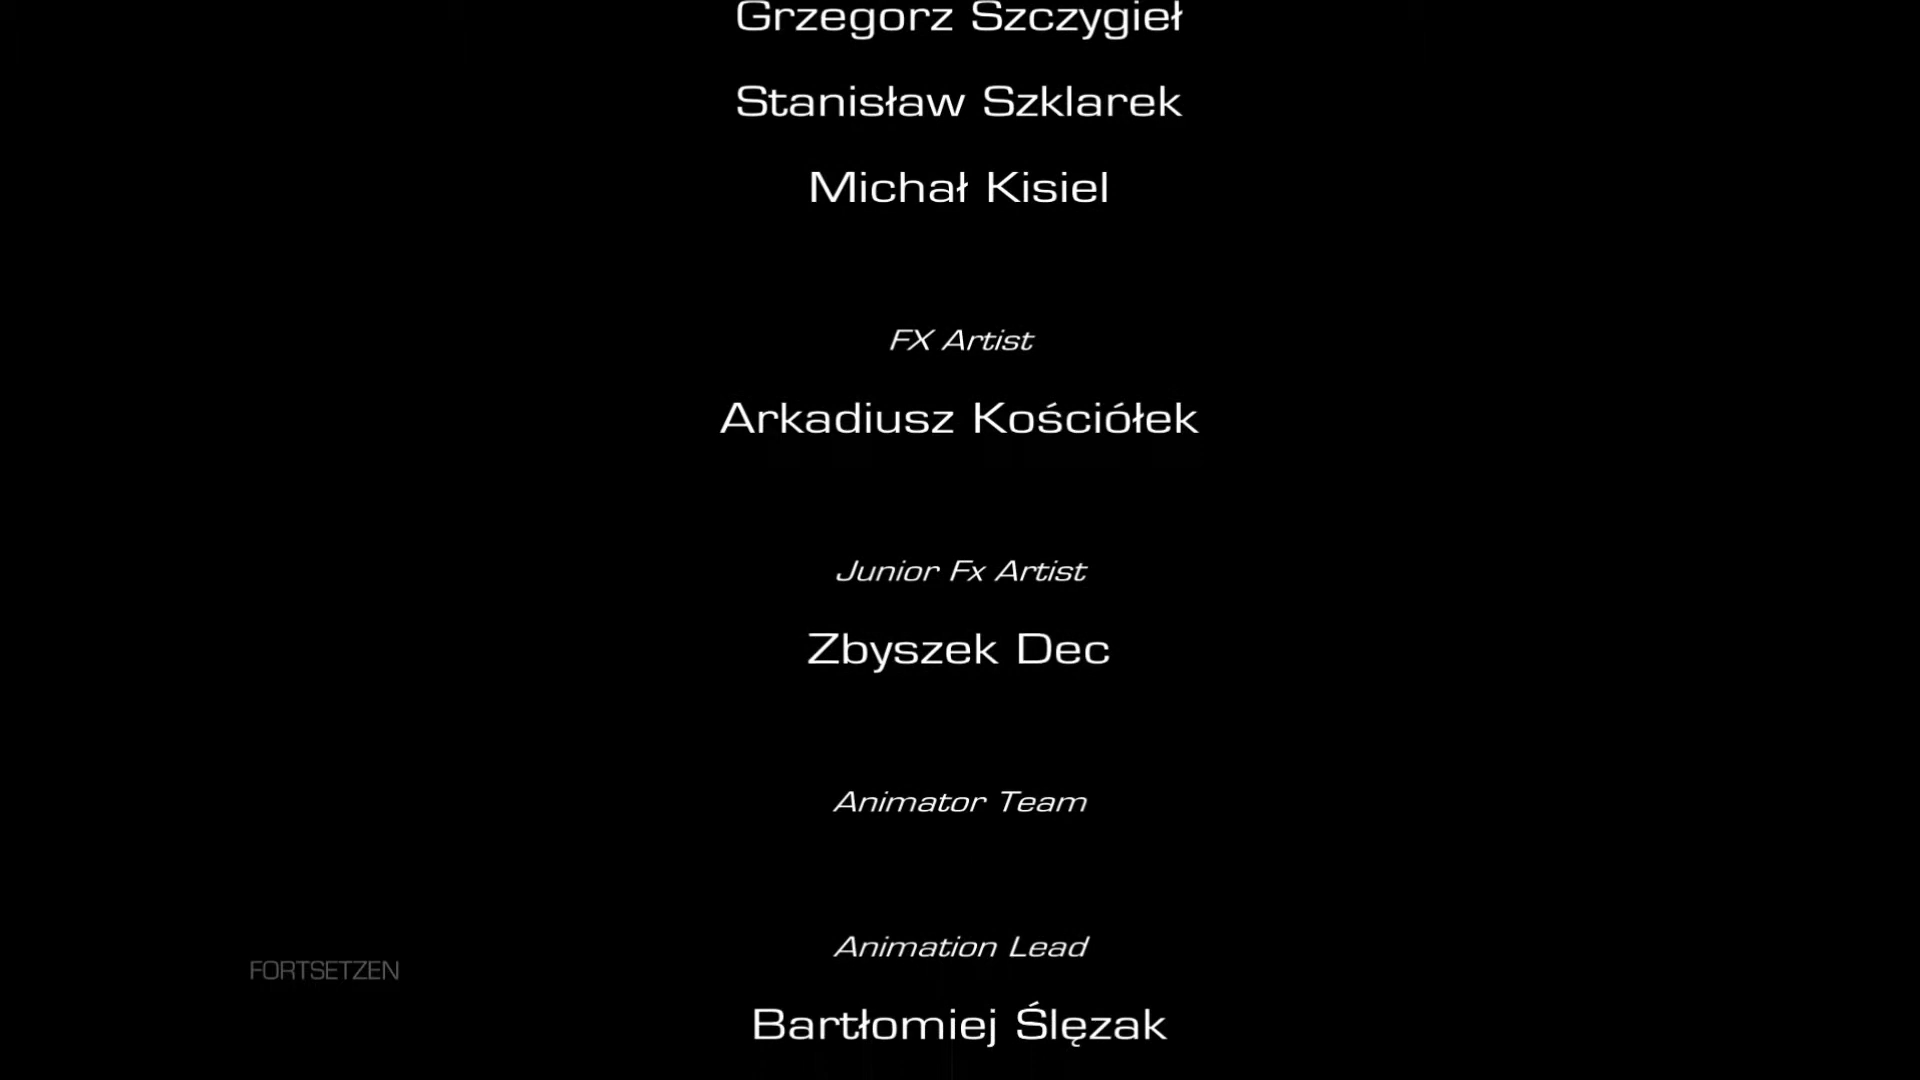 Grzegorz Szczygieł
Stanisław Szklarek
Michał Kisiel
FX Artist
Arkadiusz Kościółek
Junior Fx Artist
Zbyszek Dec
Animator Team
Animation Lead
FORTSETZEN
Bartłomiej Ślęzak